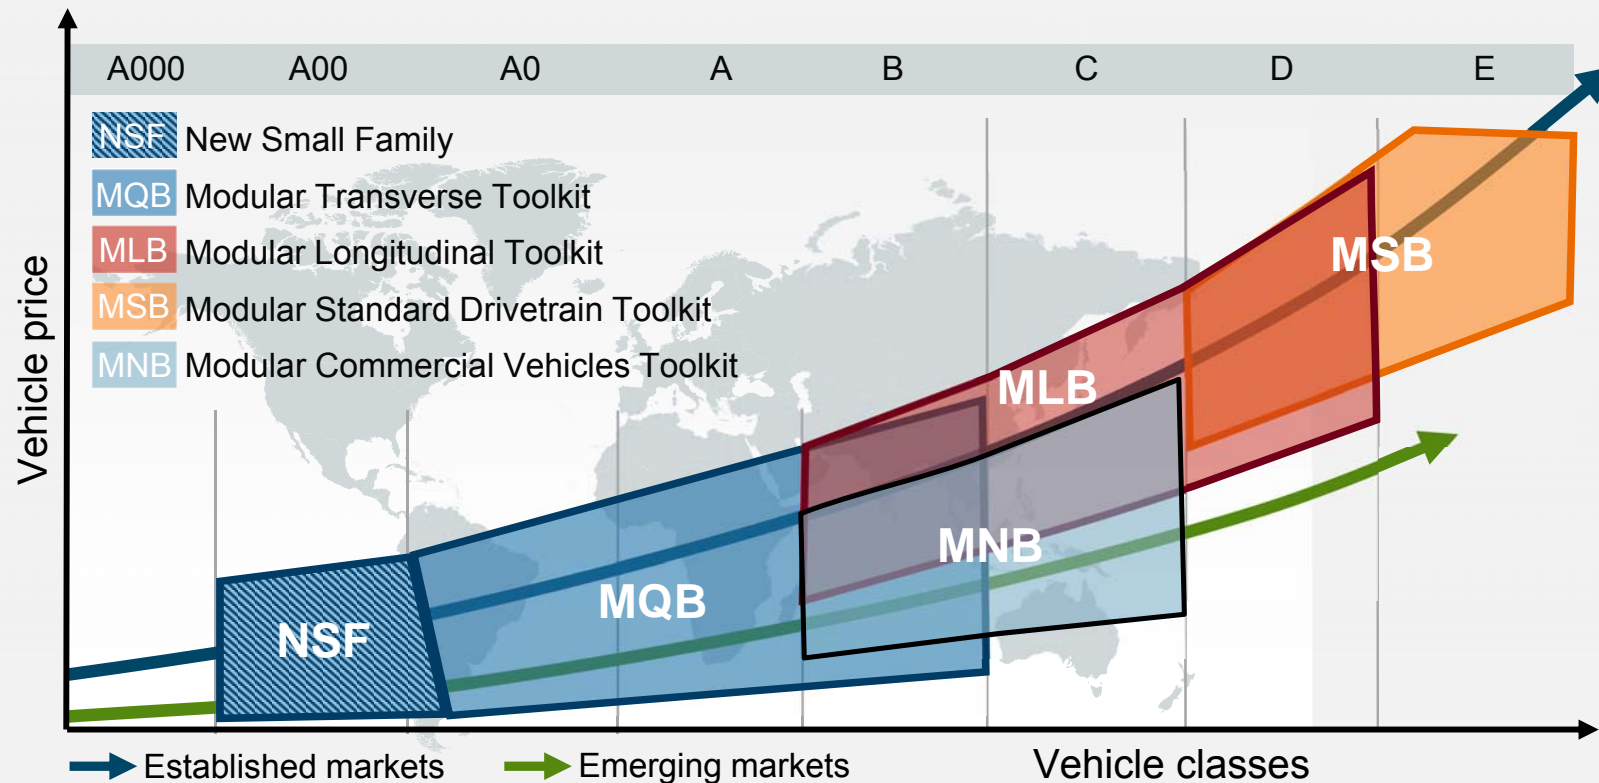 A000 A00 A0 A B C D E
NSF New Small Family
MQB Modular Transverse Toolkit
MLB Modular Longitudinal Toolkit
MSB Modular Standard Drivetrain Toolkit
MNB Modular Commercial Vehicles Toolkit
Vehicle price
MSB
MLB
MNB
MQB
NSF
Established markets
Emerging markets
Vehicle classes